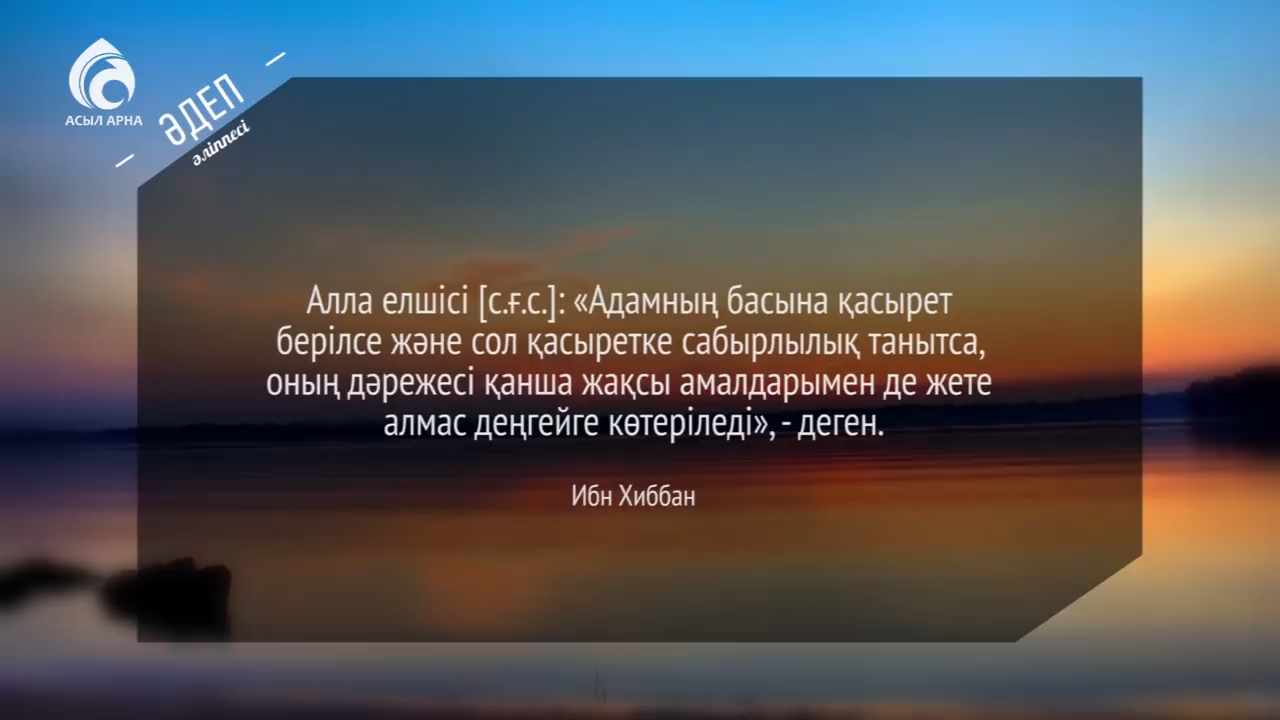 АСЫЛ АРНА
ӘДЕП
әліппесі
Алла елшісі [с.ғ.с.]: «Адамның басына қасырет
берілсе және сол қасыретке сабырлылық танытса,
оның дәрежесі қанша жақсы амалдарымен де жете
алмас деңгейге көтеріледі», - деген.
Ибн Хиббан